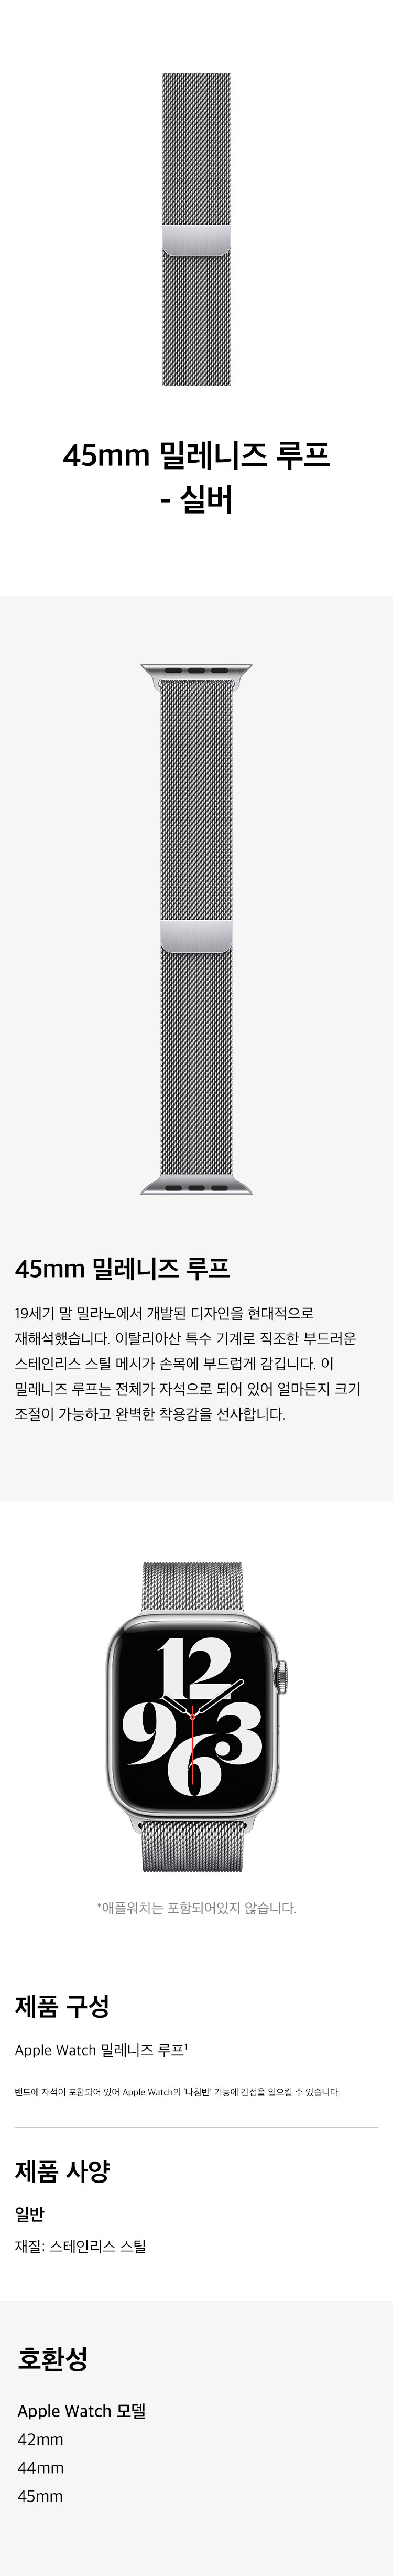 45mm 밀레니즈 루프
- 실버
45mm 밀레니즈 루프
19세기 말 밀라노에서 개발된 디자인을 현대적으로
재해석했습니다. 이탈리아산 특수 기계로 직조한 부드러운
스테인리스 스틸 메시가 손목에 부드럽게 감깁니다. 이
밀레니즈 루프는 전체가 자석으로 되어 있어 얼마든지 크기
조절이 가능하고 완벽한 착용감을 선사합니다.
12
9 3
6
*애플워치는 포함되어있지 않습니다.
제품 구성
Apple Watch 밀레니즈 루프¹
밴드에 자석이 포함되어 있어 Apple Watch의 '나침반' 기능에 간섭을 일으킬 수 있습니다.
제품 사양
일반
재질: 스테인리스 스틸
호환성
Apple Watch 모델
42mm
44mm
45mm